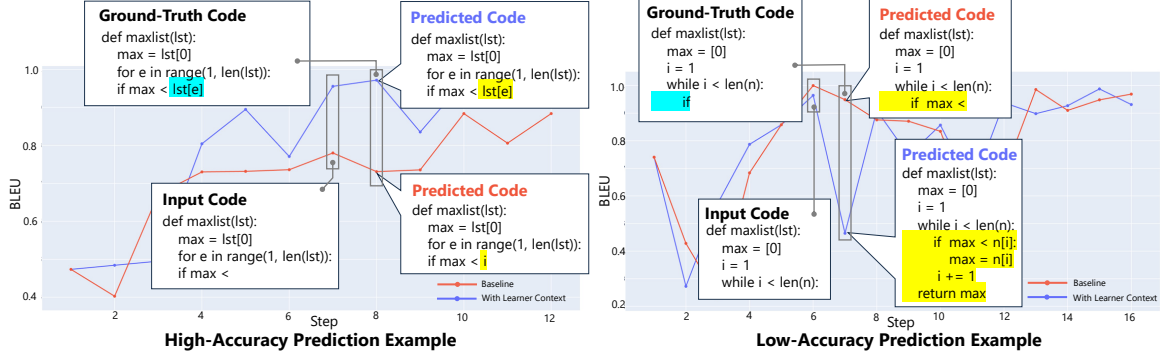 Ground-Truth Code
def maxlist(lst):
max = lst[0]
for e in range(1, len(lst)):
if max < lst[e]
Predicted Code
def maxlist(lst):
max = lst[0]
for e in range(1, len(lst)):
if max < lst[e]
Input Code
def maxlist(lst):
max = lst[0]
for e in range(1, len(lst)):
if max <
Predicted Code
def maxlist(lst):
max = lst[0]
for e in range(1, len(lst)):
if max < i
1.0
0.8
0.6
0.4
BLEU
Baseline
With Learner Context
2
4
6
8
10
12
Step
High-Accuracy Prediction Example
Ground-Truth Code
def maxlist(lst):
max = [0]
i = 1
while i < len(n):
if
Predicted Code
def maxlist(lst):
max = [0]
i = 1
while i < len(n):
if max <
Input Code
def maxlist(lst):
max = [0]
i = 1
while i < len(n):
Predicted Code
def maxlist(lst):
max = [0]
i = 1
while i < len(n):
if max < n[i]:
max = n[i]
i += 1
return max
1.0
0.8
0.6
0.4
0.2
BLEU
Baseline
With Learner Context
2
4
6
8
10
12
14
16
Step
Low-Accuracy Prediction Example